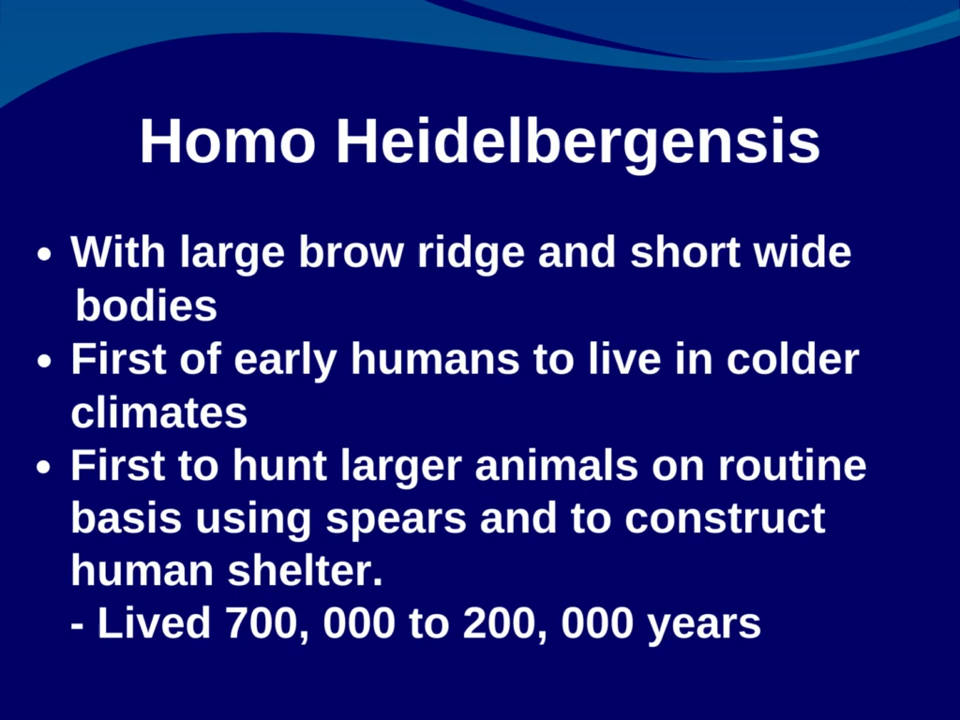 Homo Heidelbergensis
• With large brow ridge and short wide
bodies
• First of early humans to live in colder
climates
• First to hunt larger animals on routine
basis using spears and to construct
human shelter.
- Lived 700, 000 to 200, 000 years